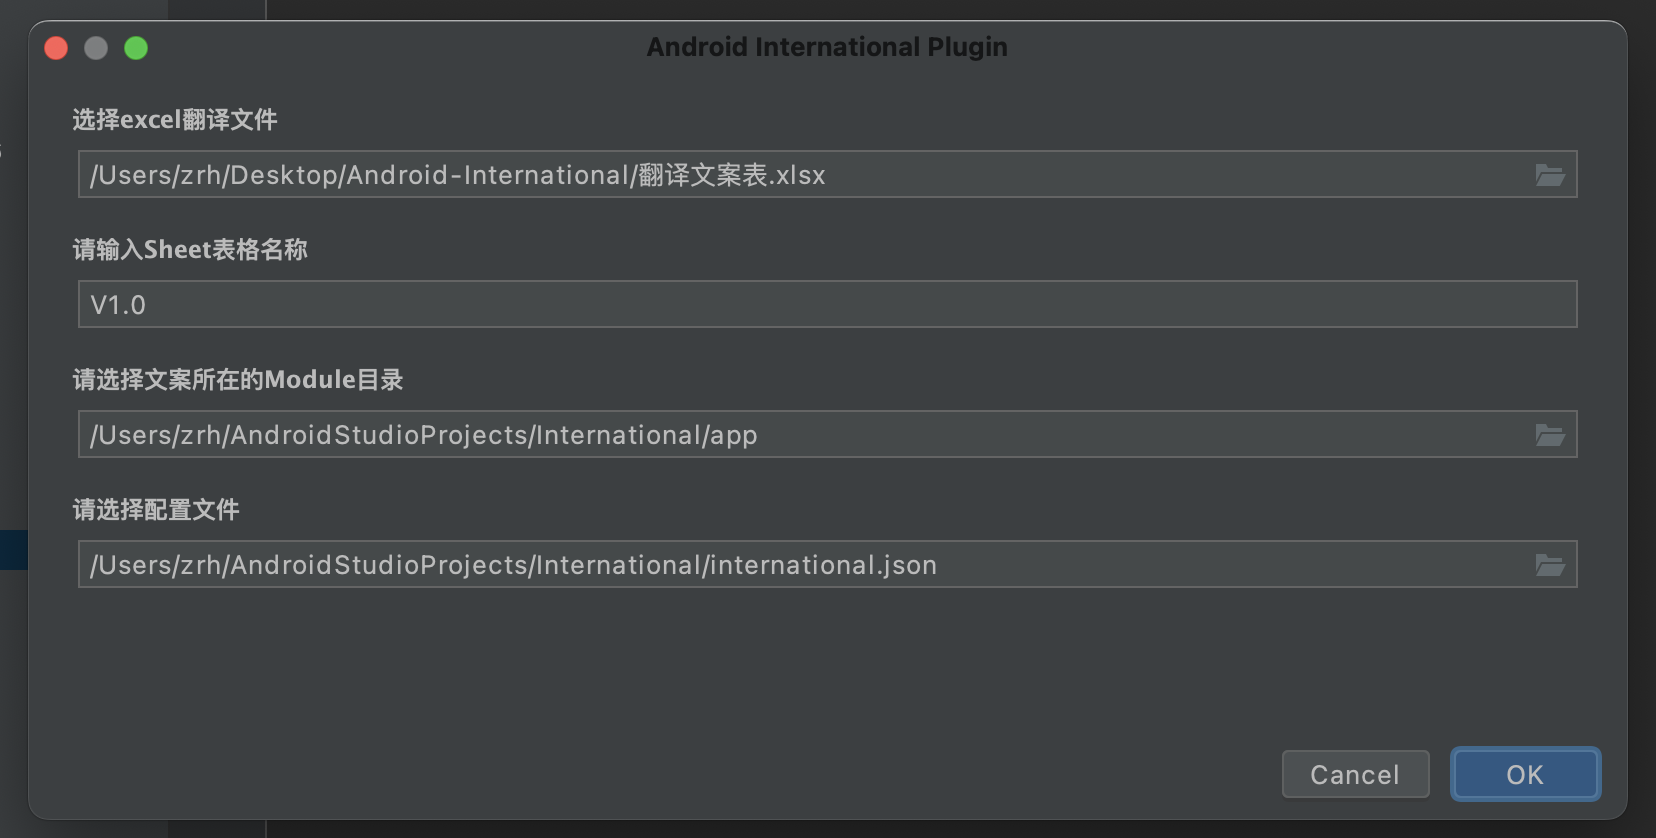 Android International Plugin
选择excel翻译文件
/Users/zrh/Desktop/Android-International/翻译文案表.xlsx
请输入Sheet表格名称
V1.0
请选择文案所在的Module目录
/Users/zrh/AndroidStudioProjects/International/app
请选择配置文件
/Users/zrh/AndroidStudioProjects/International/international.json
Cancel
OK